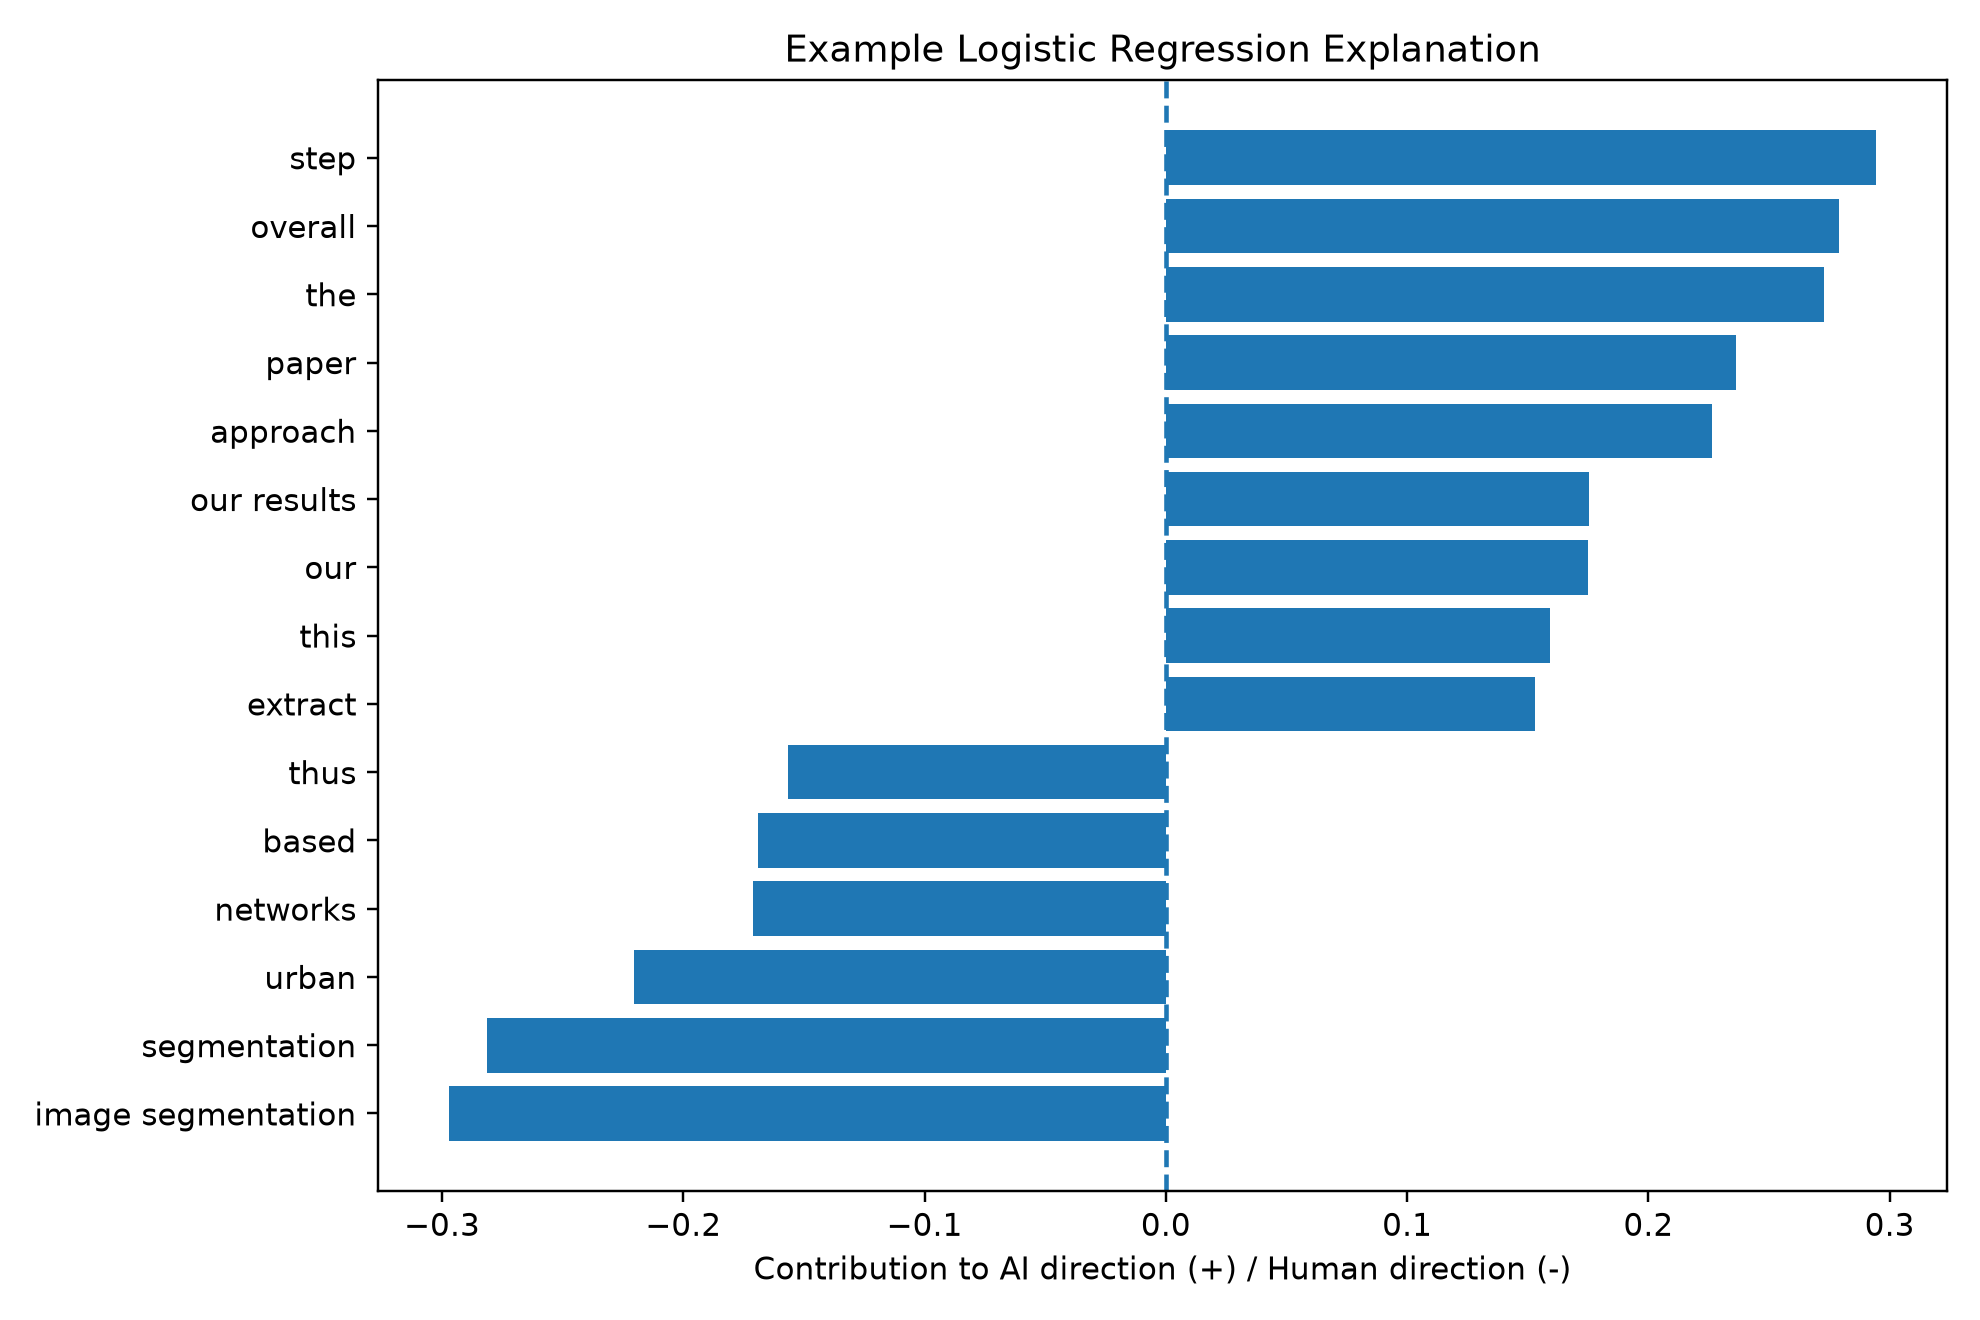 Example Logistic Regression Explanation
step
overall
the
paper
approach
our results
our
this
extract
thus
based
networks
urban
segmentation
image segmentation
−0.3 −0.2 −0.1 0.0 0.1 0.2 0.3
Contribution to AI direction (+) / Human direction (-)